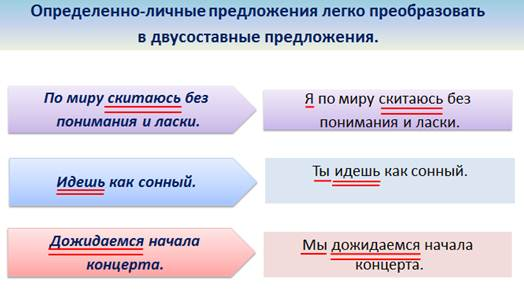 Определенно-личные предложения легко преобразовать
в двусоставные предложения.
По миру скитаюсь без
понимания и ласки.
Я по миру скитаюсь без
понимания и ласки.
Идешь как сонный.
Ты идешь как сонный.
Дожидаемся начала
концерта.
Мы дожидаемся начала
концерта.